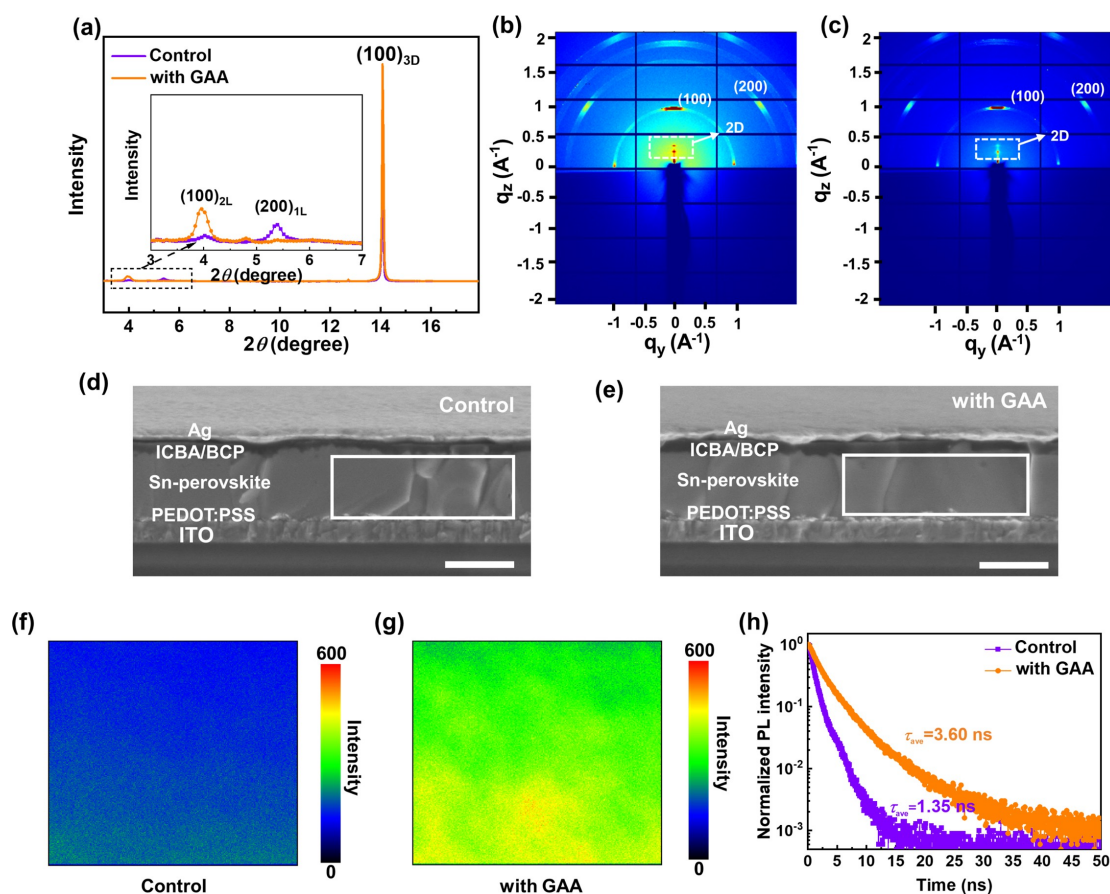 (a)
Control
with GAA
(100)3D
Intensity
Intensity
(100)2L
(200)1L
3 4 5 6 7
2θ (degree)
4 6 8 10 12 14 16
2θ (degree)
(b)
2
1.5
1
0.5
0
-0.5
-1
-1.5
-2
qz (A-1)
(100)
(200)
2D
-1 0 0.5 1
qy (A-1)
(c)
2
1.5
1
0.5
0
-0.5
-1
-1.5
-2
qz (A-1)
(100)
(200)
2D
-1 0 0.5 1
qy (A-1)
(d)
Control
Ag
ICBA/BCP
Sn-perovskite
PEDOT:PSS
ITO
(e)
with GAA
Ag
ICBA/BCP
Sn-perovskite
PEDOT:PSS
ITO
(f)
600
Intensity
0
Control
(g)
600
Intensity
0
with GAA
(h)
Control
with GAA
Normalized PL intensity
100
10-1
10-2
10-3
τave=3.60 ns
τave=1.35 ns
0 5 10 15 20 25 30 35 40 45 50
Time (ns)